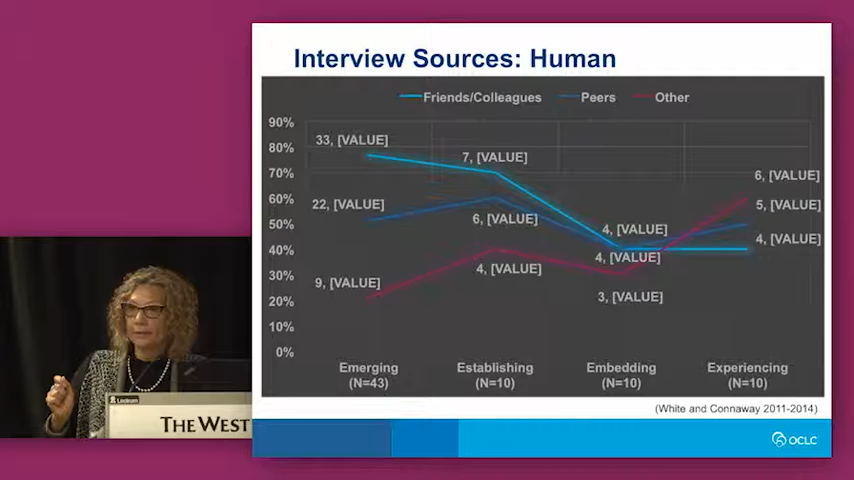 Interview Sources: Human
Friends/Colleagues Peers Other
90%
80%
70%
60%
50%
40%
30%
20%
10%
0%
33, [VALUE]
7, [VALUE]
6, [VALUE]
22, [VALUE]
5, [VALUE]
6, [VALUE]
4, [VALUE]
4, [VALUE]
4, [VALUE]
4, [VALUE]
9, [VALUE]
3, [VALUE]
Emerging
(N=43)
Establishing
(N=10)
Embedding
(N=10)
Experiencing
(N=10)
(White and Connaway 2011-2014)
OCLC
Lectern
THE WEST